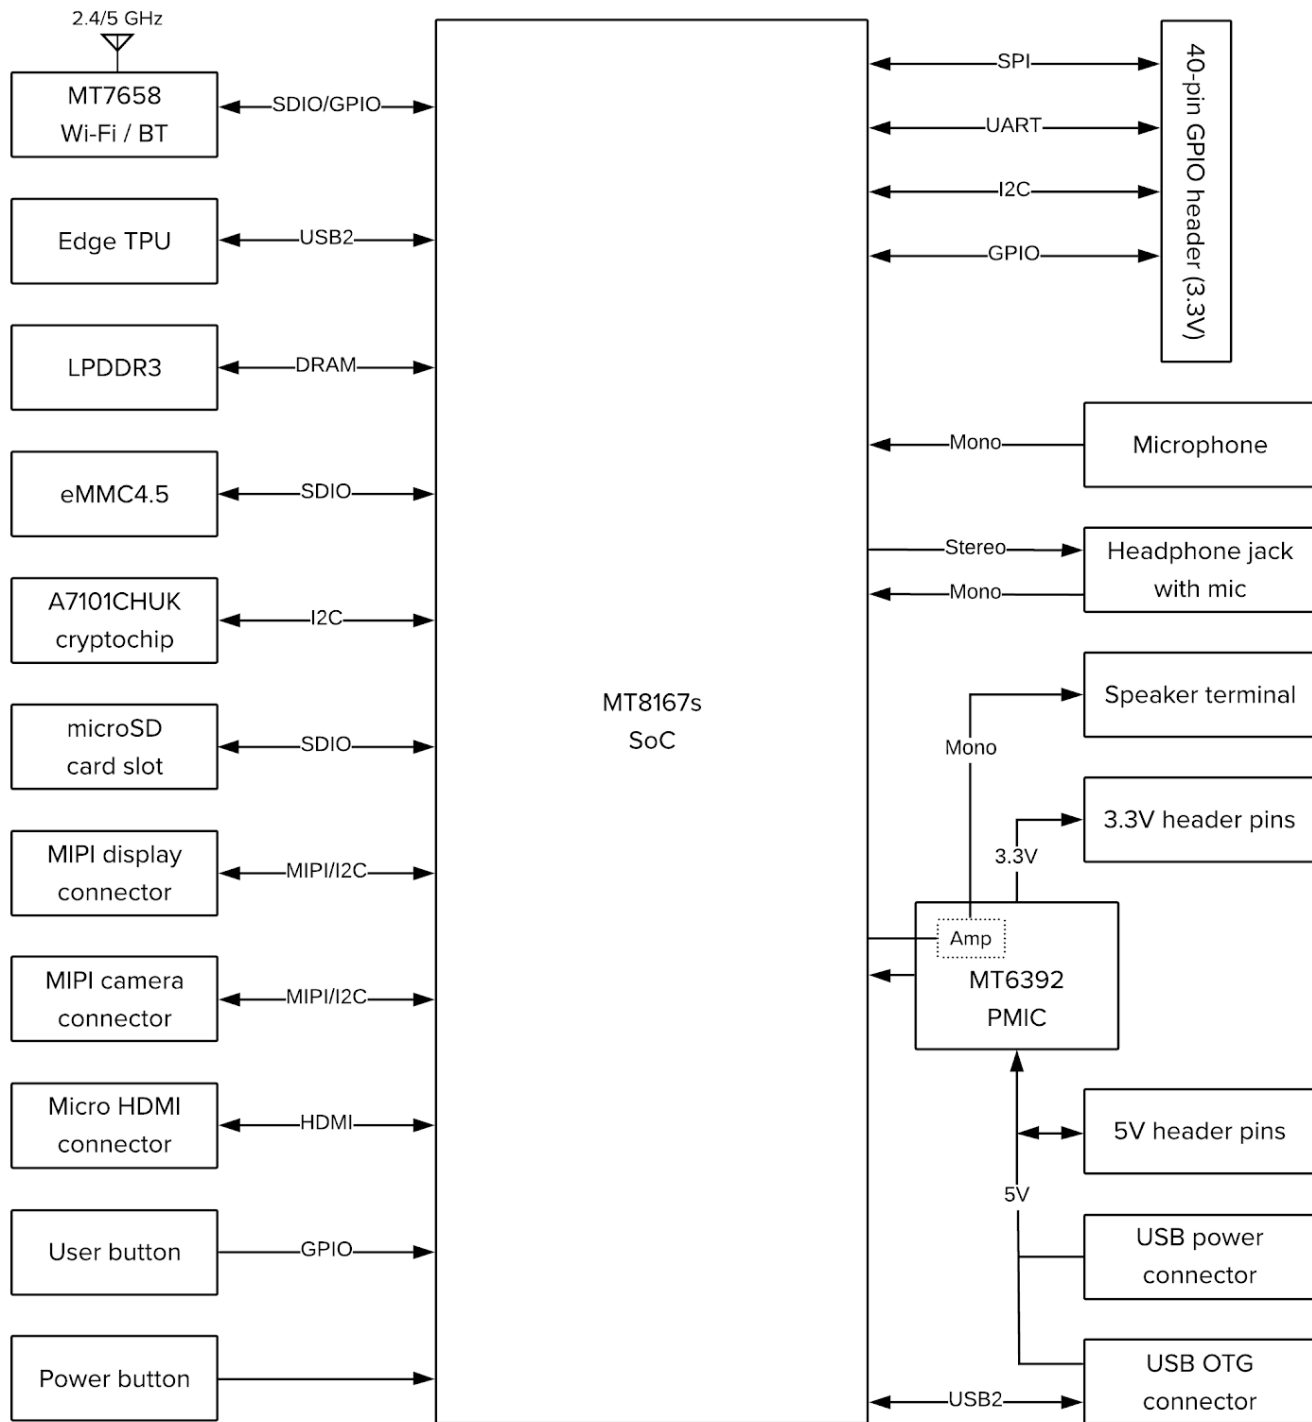 2.4/5 GHz
MT7658
Wi-Fi / BT
SDIO/GPIO
Edge TPU
USB2
LPDDR3
DRAM
eMMC4.5
SDIO
A7101CHUK
cryptochip
I2C
microSD
card slot
SDIO
MIPI display
connector
MIPI/I2C
MIPI camera
connector
MIPI/I2C
Micro HDMI
connector
HDMI
User button
GPIO
Power button
MT8167s
SoC
SPI
UART
I2C
GPIO
40-pin GPIO header (3.3V)
Mono
Microphone
Stereo
Mono
Headphone jack
with mic
Speaker terminal
Mono
3.3V header pins
3.3V
Amp
MT6392
PMIC
5V header pins
5V
USB power
connector
USB OTG
connector
USB2